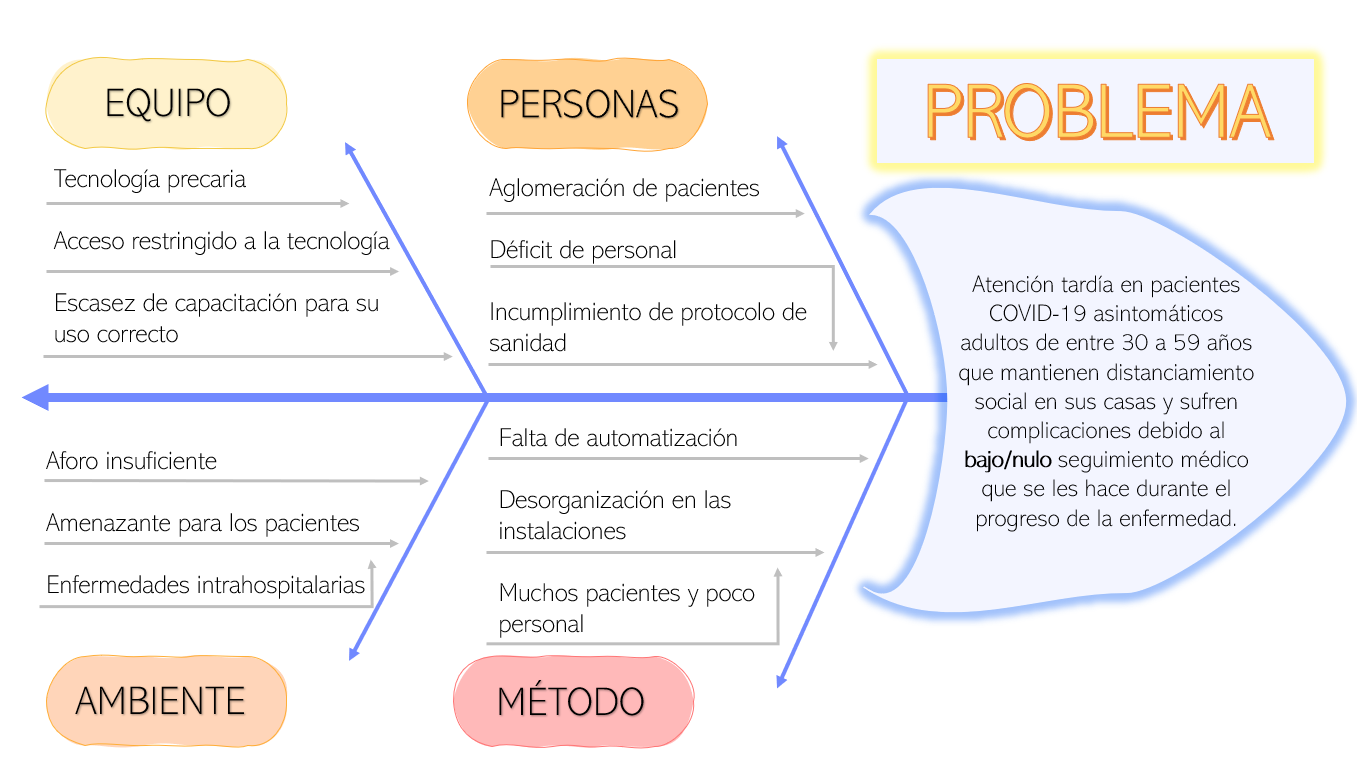 EQUIPO
Tecnología precaria
Acceso restringido a la tecnología
Escasez de capacitación para su
uso correcto
PERSONAS
Aglomeración de pacientes
Déficit de personal
Incumplimiento de protocolo de
sanidad
PROBLEMA
Atención tardía en pacientes
COVID-19 asintomáticos
adultos de entre 30 a 59 años
que mantienen distanciamiento
social en sus casas y sufren
complicaciones debido al
bajo/nulo seguimiento médico
que se les hace durante el
progreso de la enfermedad.
Aforo insuficiente
Amenazante para los pacientes
Enfermedades intrahospitalarias
AMBIENTE
Falta de automatización
Desorganización en las
instalaciones
Muchos pacientes y poco
personal
MÉTODO